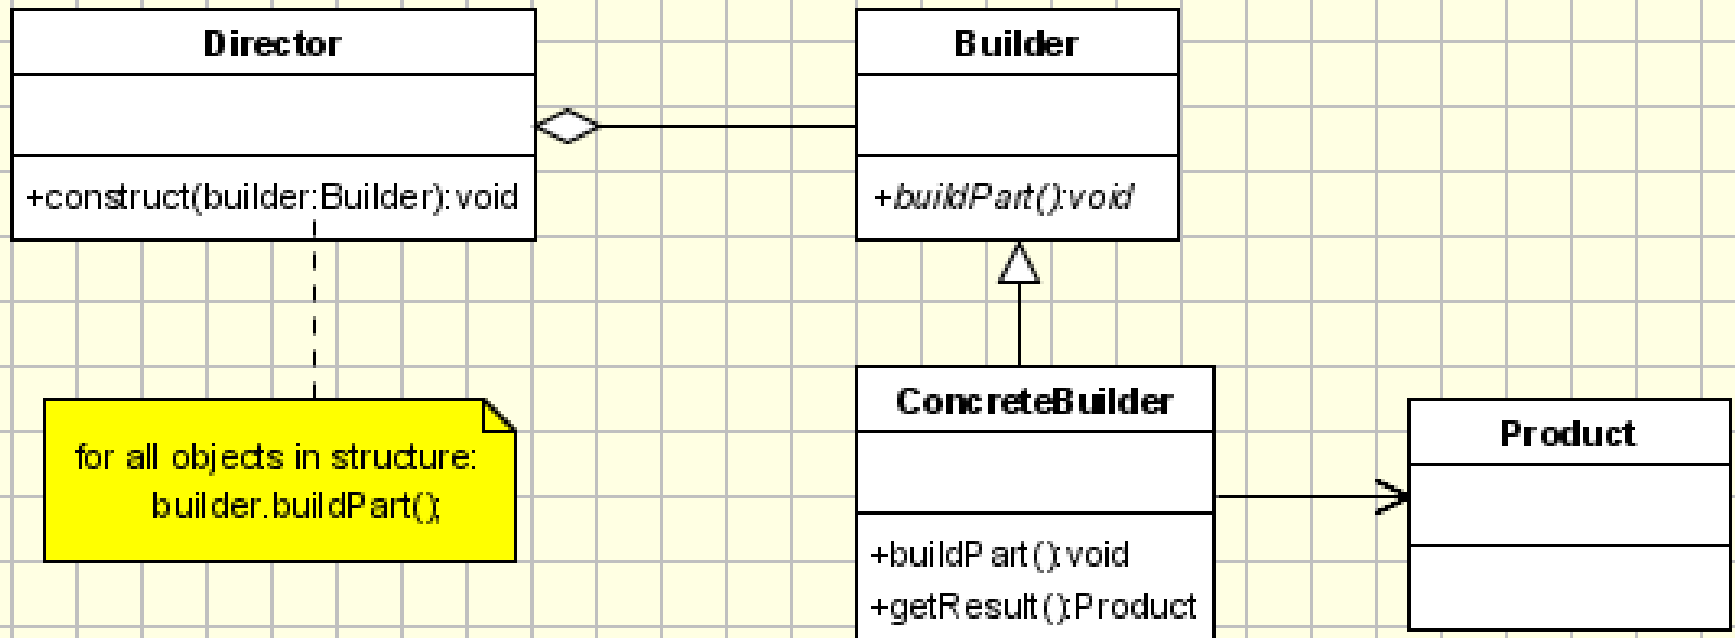 Director
+construct(builder:Builder):void
for all objects in structure:
builder.buildPart();
Builder
+buildPart():void
ConcreteBuilder
+buildPart():void
+getResult():Product
Product